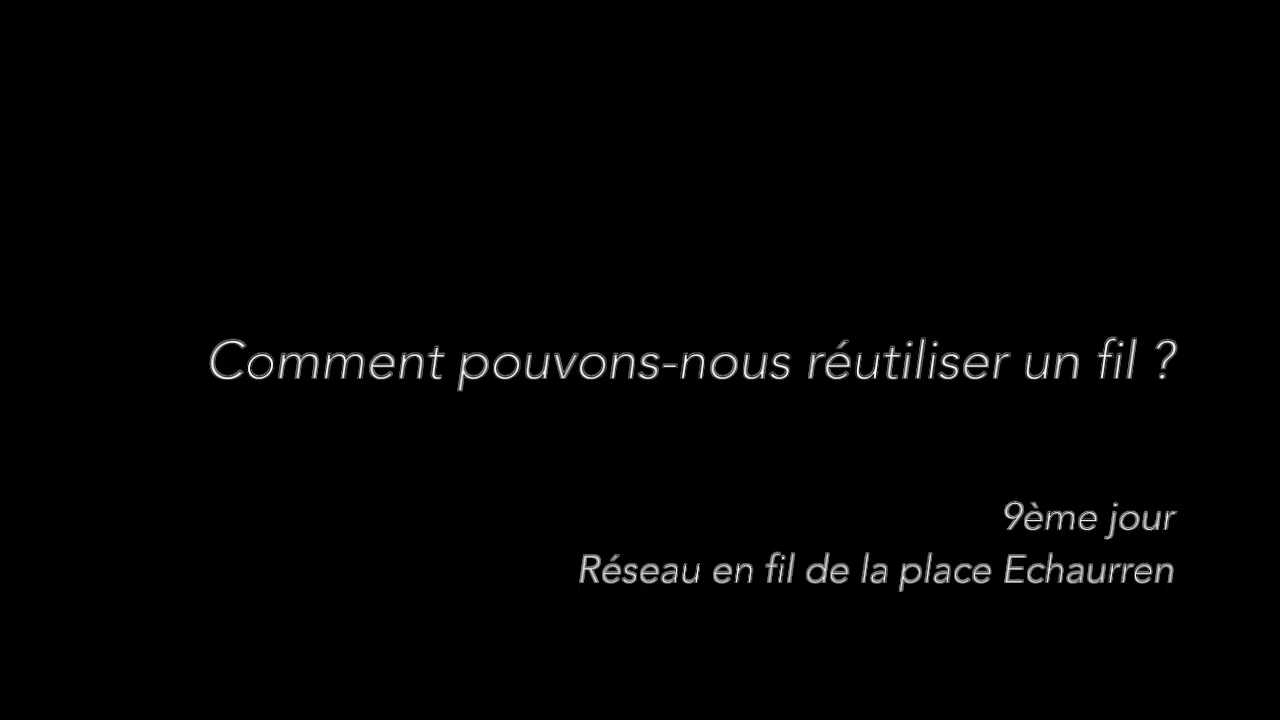 Comment pouvons-nous réutiliser un fil ?
9ème jour
Réseau en fil de la place Echaurren